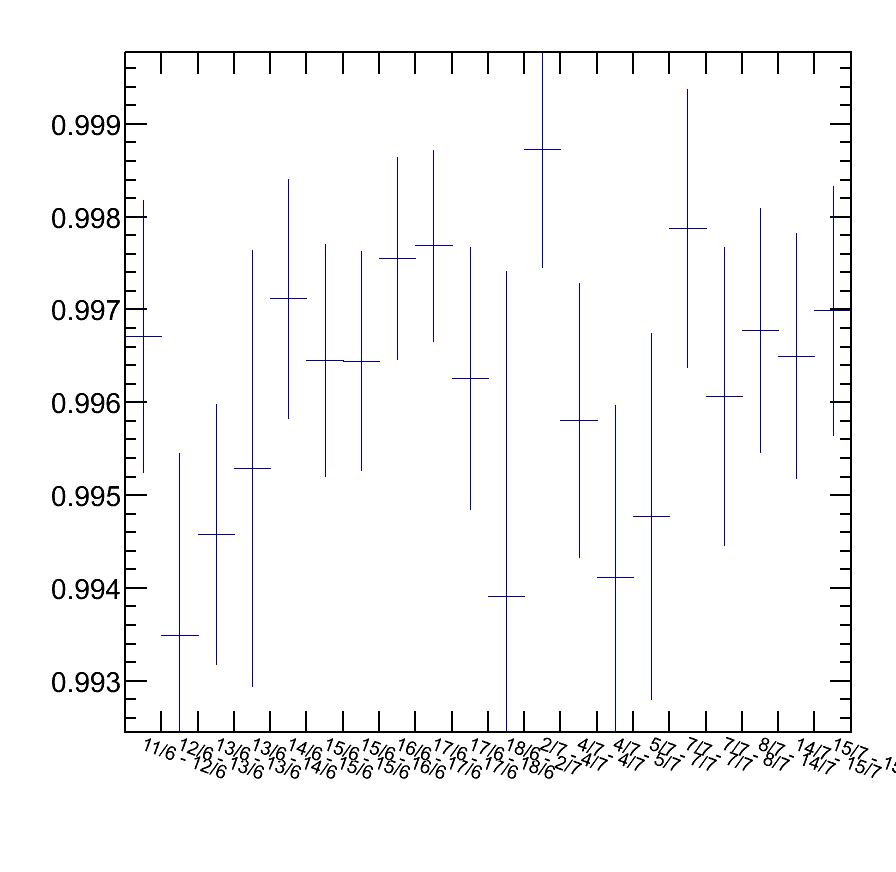 0.999
0.998
0.997
0.996
0.995
0.994
0.993
11/6 - 12/6
12/6 - 13/6
13/6 - 13/6
13/6 - 14/6
14/6 - 15/6
15/6 - 15/6
15/6 - 16/6
16/6 - 17/6
17/6 - 17/6
17/6 - 18/6
18/6 - 2/7
2/7 - 4/7
4/7 - 4/7
4/7 - 5/7
5/7 - 7/7
7/7 - 7/7
7/7 - 8/7
8/7 - 14/7
14/7 - 15/7
15/7 -